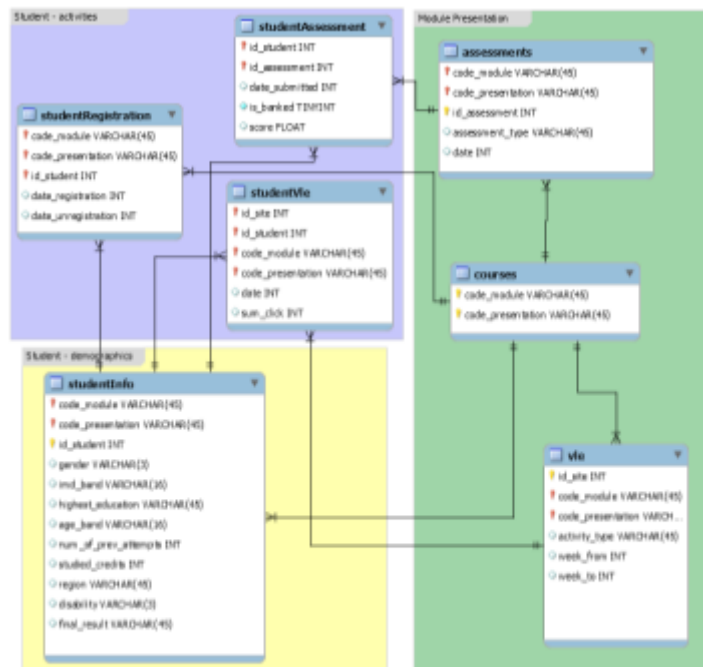 Student - activities
studentAssessment
id_student INT
id_assessment INT
date_submitted INT
is_banked TINYINT
score FLOAT
studentRegistration
code_module VARCHAR(45)
code_presentation VARCHAR(45)
id_student INT
date_registration INT
date_unregistration INT
studentVle
id_site INT
id_student INT
code_module VARCHAR(45)
code_presentation VARCHAR(45)
date INT
sum_click INT
Student - demographics
studentInfo
code_module VARCHAR(45)
code_presentation VARCHAR(45)
id_student INT
gender VARCHAR(3)
imd_band VARCHAR(16)
highest_education VARCHAR(45)
age_band VARCHAR(16)
num_of_prev_attempts INT
studied_credits INT
region VARCHAR(45)
disability VARCHAR(3)
final_result VARCHAR(45)
Module Presentation
assessments
code_module VARCHAR(45)
code_presentation VARCHAR(45)
id_assessment INT
assessment_type VARCHAR(45)
date INT
courses
code_module VARCHAR(45)
code_presentation VARCHAR(45)
vle
id_site INT
code_module VARCHAR(45)
code_presentation VARCH...
activity_type VARCHAR(45)
week_from INT
week_to INT